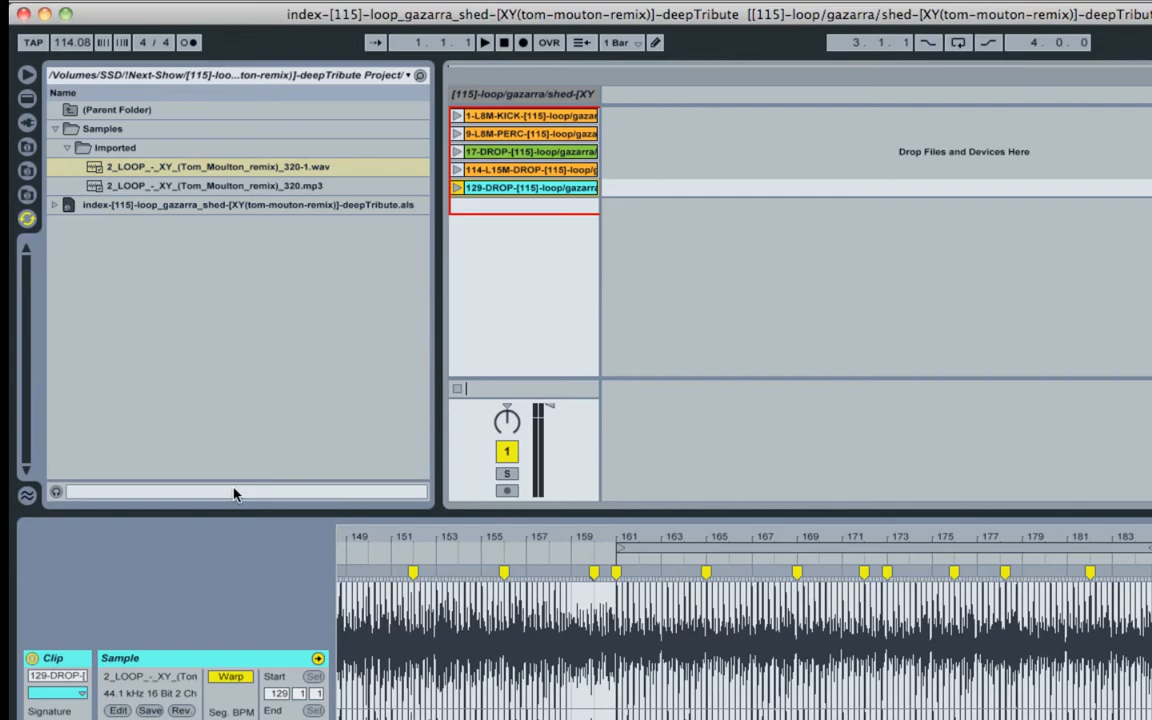 index-[115]-loop_gazarra_shed-[XY(tom-mouton-remix)]-deepTribute [[115]-loop/gazarra/shed-[XY(tom-mouton-remix)]-deepTribut
TAP 114.08 4 / 4 1. 1. 1 OVR 1 Bar 3. 1. 1 4. 0. 0
/Volumes/SSD/!Next-Show/[115]-loo...ton-remix)]-deepTribute Project/
Name
(Parent Folder)
Samples
Imported
2_LOOP_-_XY_(Tom_Moulton_remix)_320-1.wav
2_LOOP_-_XY_(Tom_Moulton_remix)_320.mp3
index-[115]-loop_gazarra_shed-[XY(tom-mouton-remix)]-deepTribute.als
[115]-loop/gazarra/shed-[XY
1-L8M-KICK-[115]-loop/gazar
9-L8M-PERC-[115]-loop/gaza
17-DROP-[115]-loop/gazarra/
114-L15M-DROP-[115]-loop/g
129-DROP-[115]-loop/gazarra
Drop Files and Devices Here
1
S
149 151 153 155 157 159 161 163 165 167 169 171 173 175 177 179 181 183
Clip
129-DROP-[
Signature
Sample
2_LOOP_-_XY_(Ton
44.1 kHz 16 Bit 2 Ch
Edit Save Rev.
Warp
Seg. BPM
Start Set
129 1 1
End Set